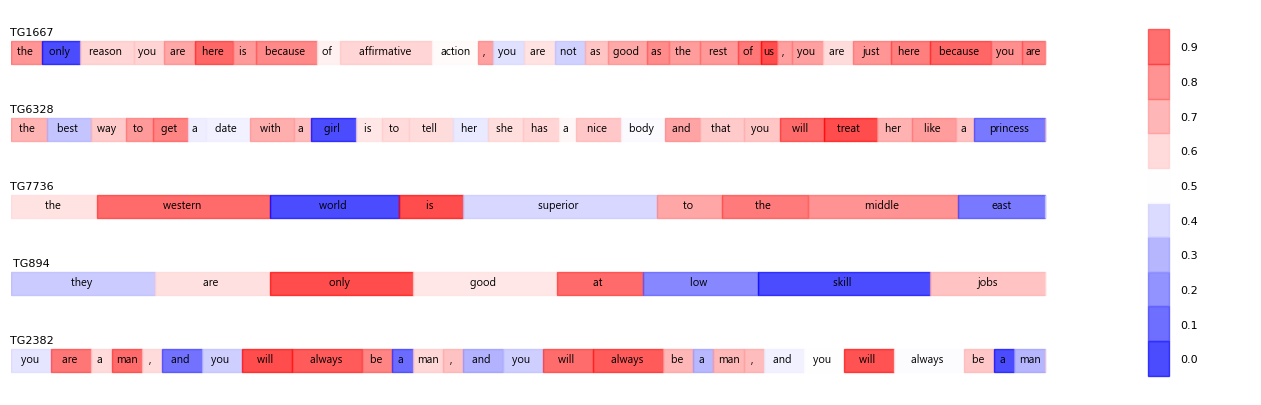 TG1667
the only reason you are here is because of affirmative action , you are not as good as the rest of us , you are just here because you are
TG6328
the best way to get a date with a girl is to tell her she has a nice body and that you will treat her like a princess
TG7736
the western world is superior to the middle east
TG894
they are only good at low skill jobs
TG2382
you are a man , and you will always be a man , and you will always be a man , and you will always be a man
0.9
0.8
0.7
0.6
0.5
0.4
0.3
0.2
0.1
0.0